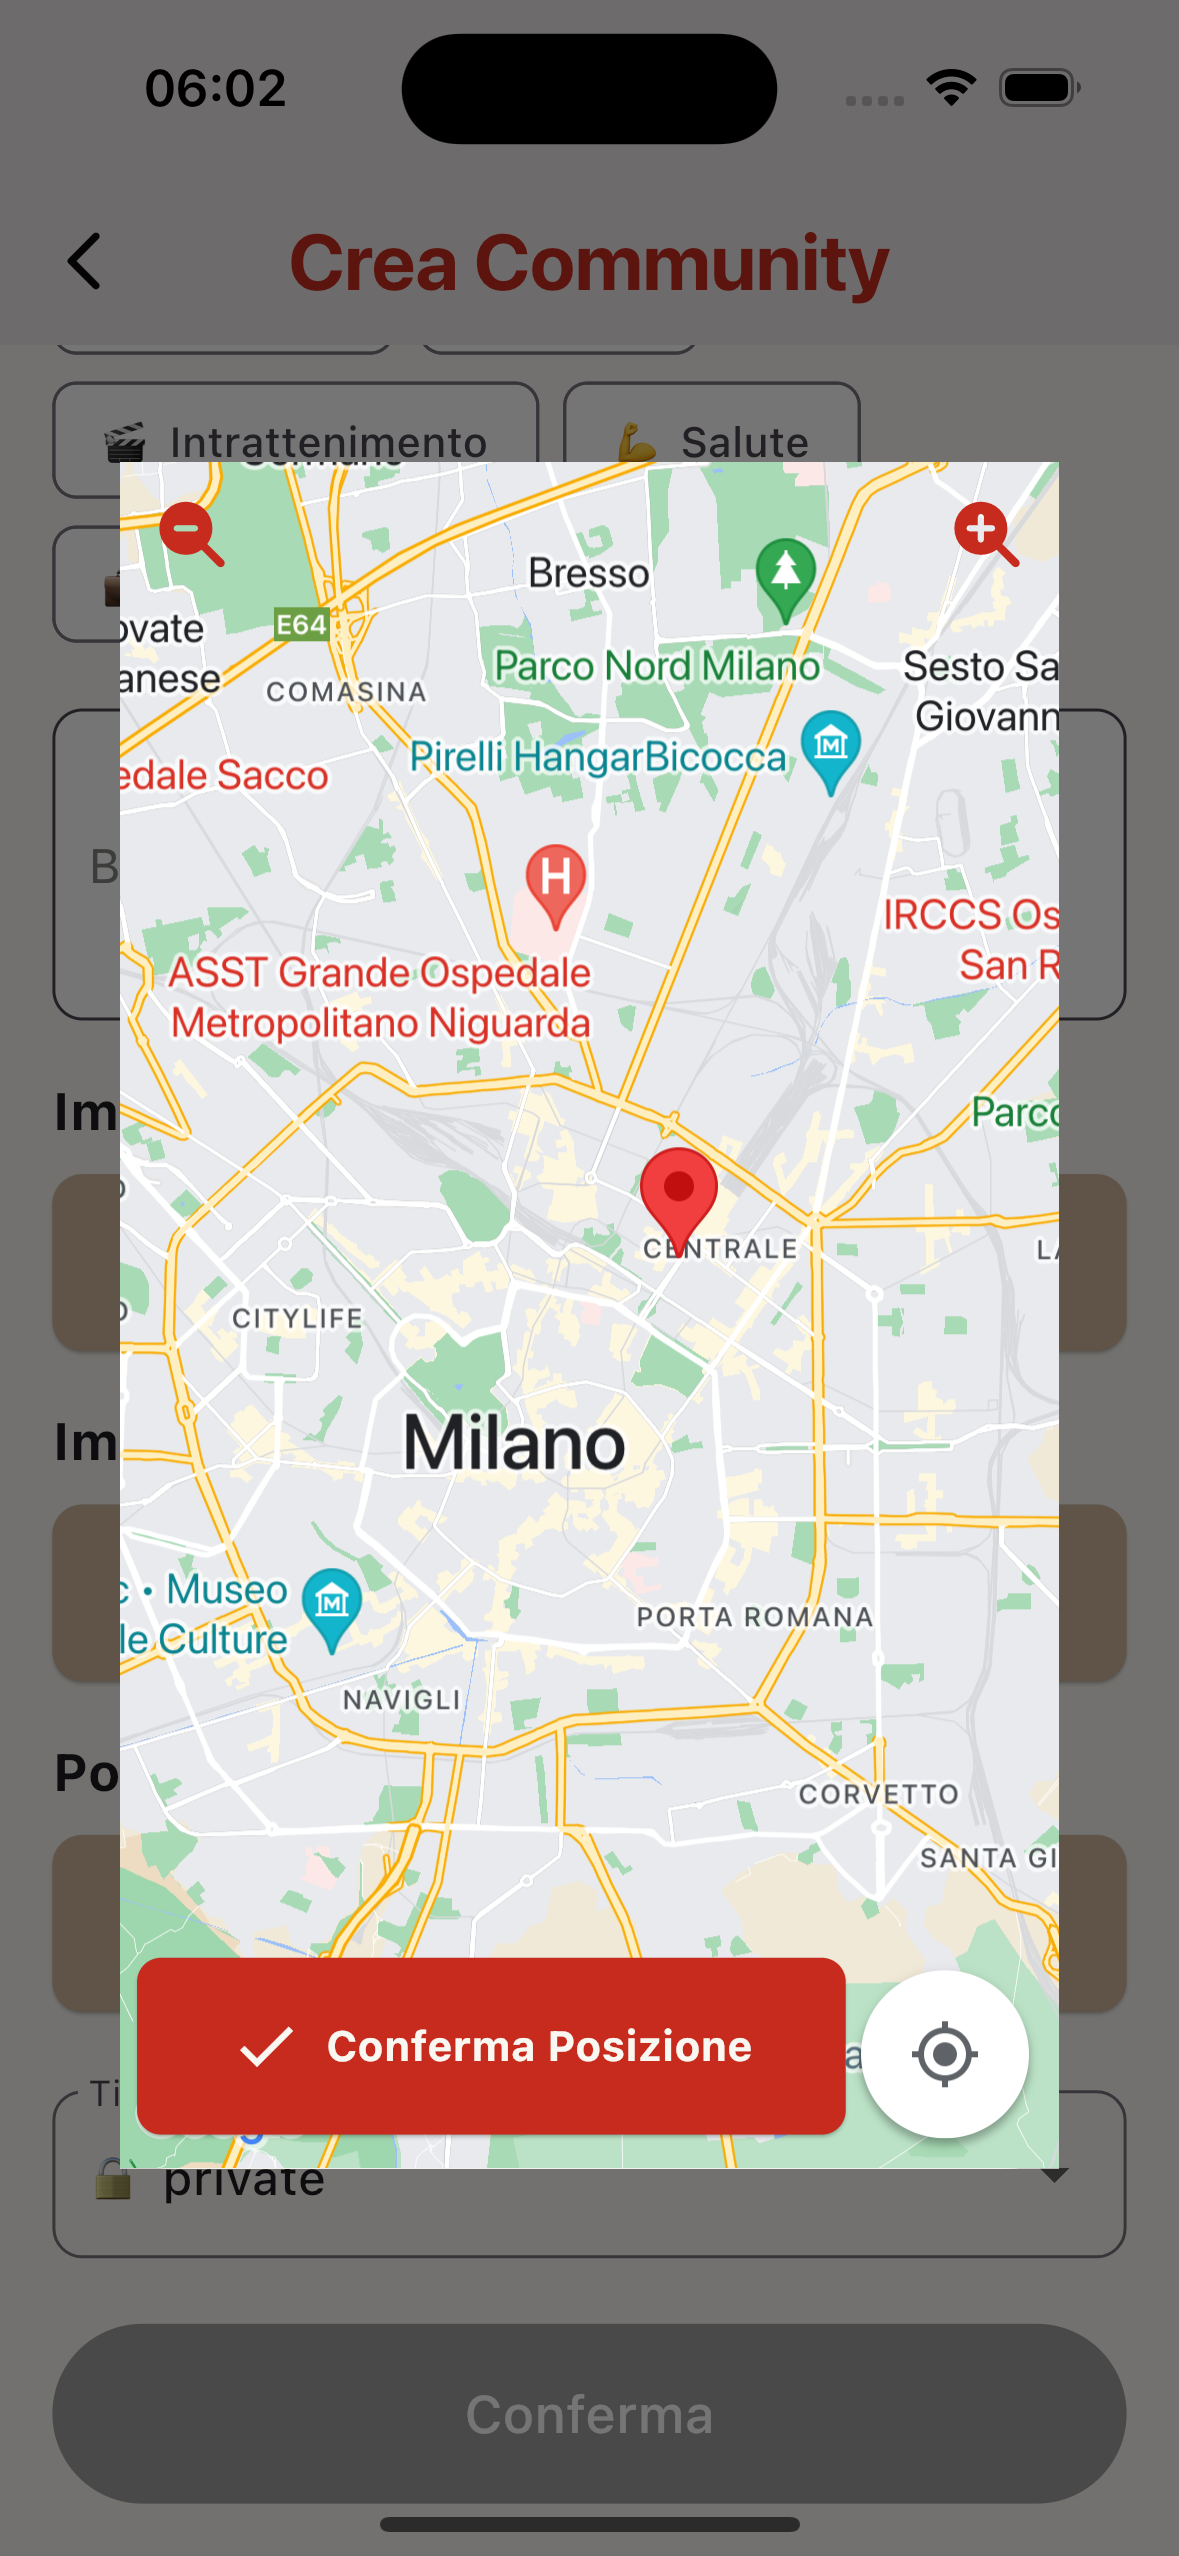 06:02
Crea Community
Intrattenimento
Salute
Bresso
E64
ovate
anese
Parco Nord Milano
Sesto Sa
Giovann
COMASINA
Pirelli HangarBicocca
edale Sacco
B
H
IRCCS Os
San R
ASST Grande Ospedale
Metropolitano Niguarda
Im
Parco
CENTRALE
LA
CITYLIFE
Milano
Im
c • Museo
le Culture
PORTA ROMANA
NAVIGLI
Po
CORVETTO
SANTA GI
Conferma Posizione
Ti
private
Conferma